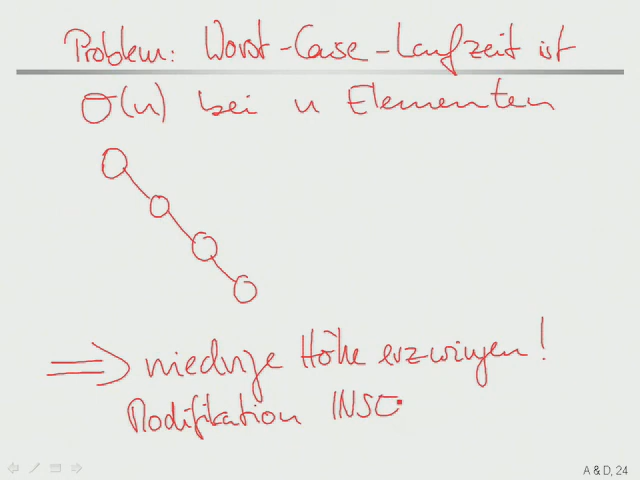 Problem: Worst-Case-Laufzeit ist
Θ(n) bei n Elementen
⟹ niedrige Höhe erzwingen!
Modifikation INSE
A & D, 24